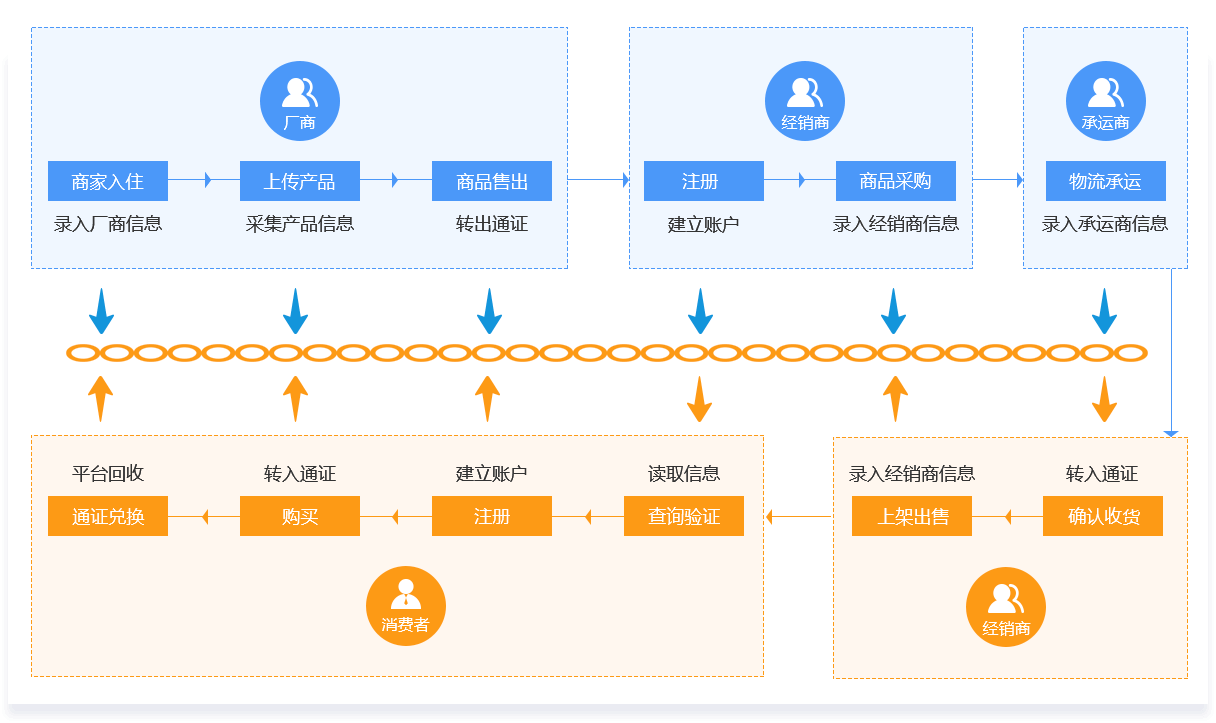 厂商
商家入住
上传产品
商品售出
录入厂商信息
采集产品信息
转出通证
经销商
注册
商品采购
建立账户
录入经销商信息
承运商
物流承运
录入承运商信息
平台回收
转入通证
建立账户
读取信息
通证兑换
购买
注册
查询验证
消费者
录入经销商信息
转入通证
上架出售
确认收货
经销商